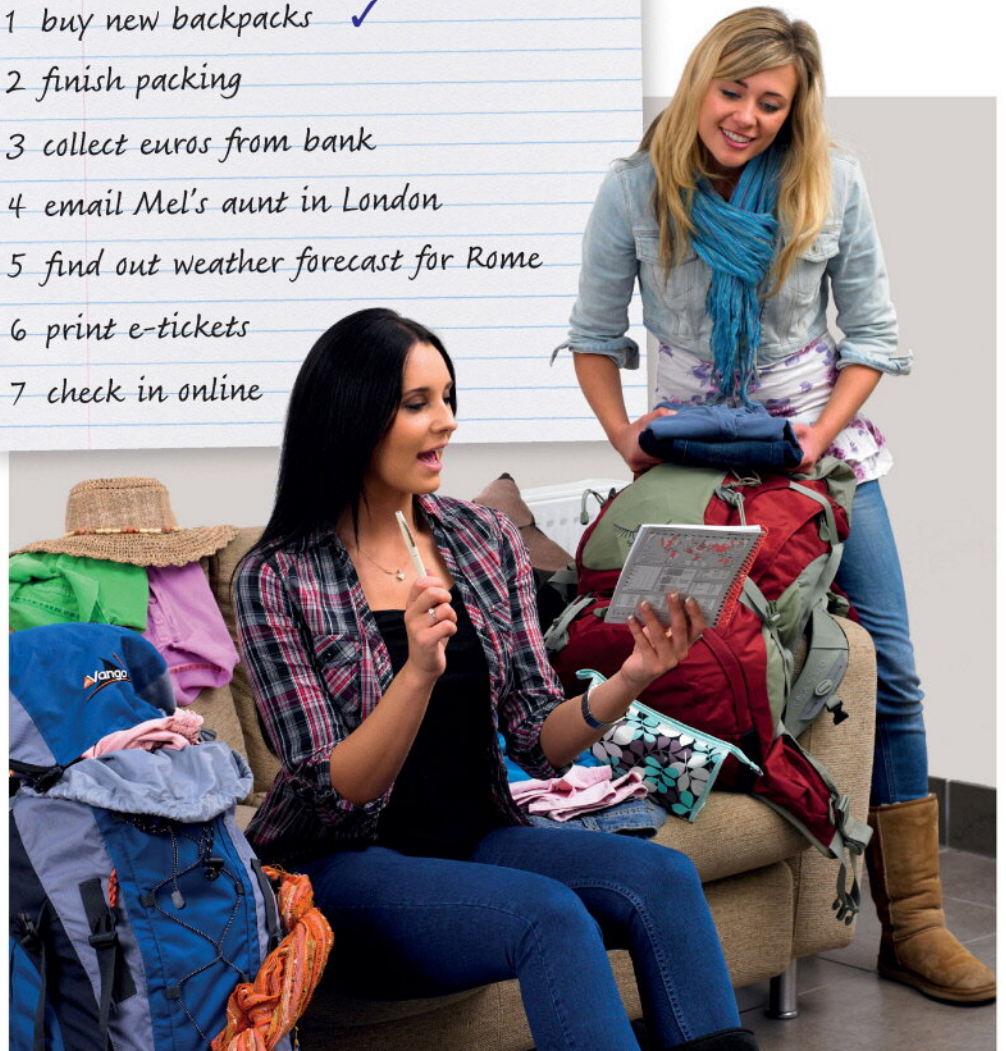 1 buy new backpacks ✓
2 finish packing
3 collect euros from bank
4 email Mel's aunt in London
5 find out weather forecast for Rome
6 print e-tickets
7 check in online
Vango